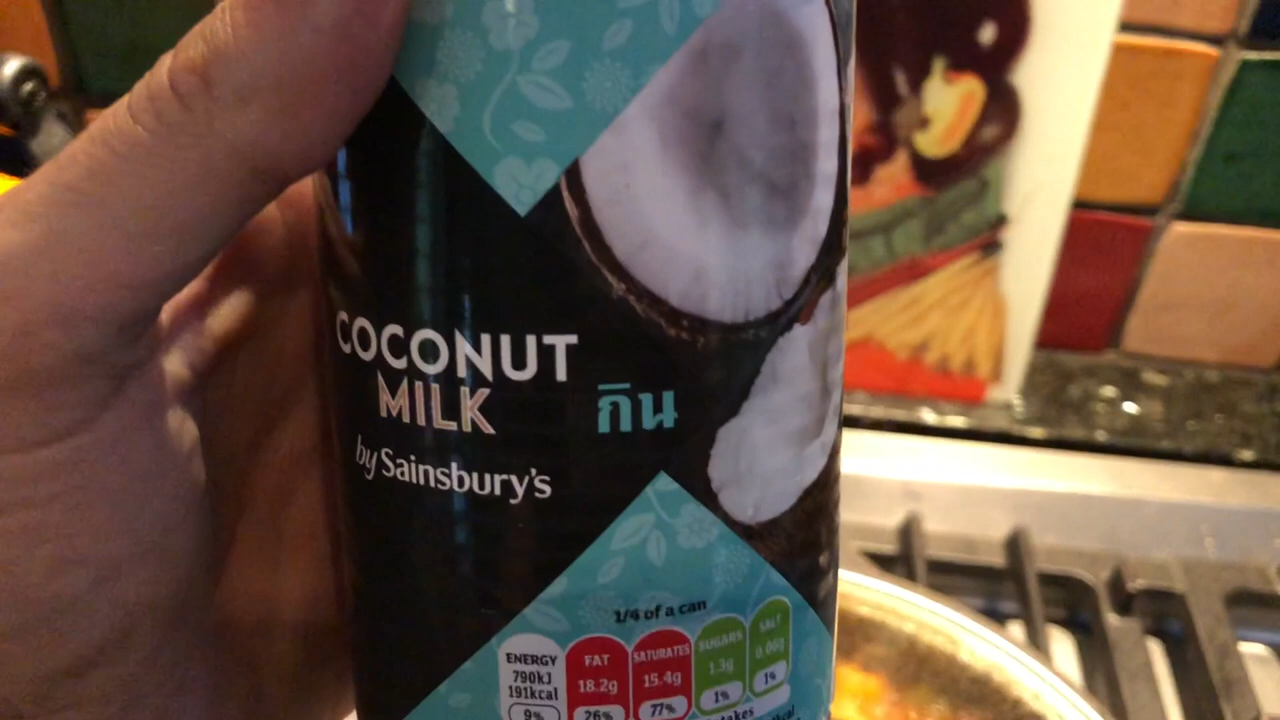 COCONUT
MILK
กิน
by Sainsbury's
1/4 of a can
ENERGY
790kJ
191kcal
9%
FAT
18.2g
26%
SATURATES
15.4g
77%
SUGARS
1.3g
1%
SALT
0.06g
1%